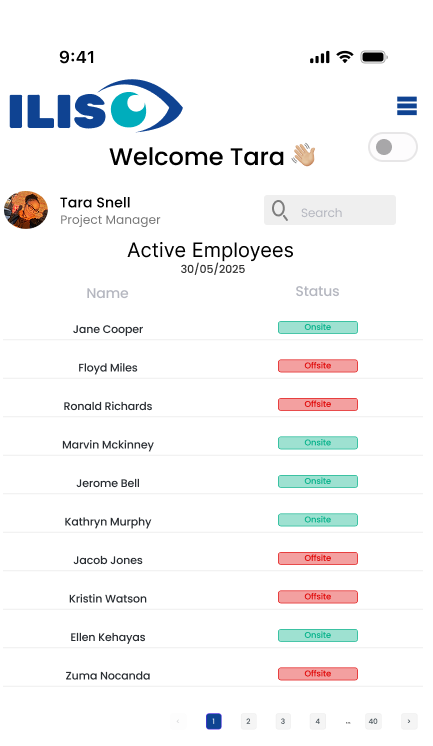 9:41
ILISO
Welcome Tara 👋🏼
Tara Snell
Project Manager
Search
Active Employees
30/05/2025
Name Status
Jane Cooper Onsite
Floyd Miles Offsite
Ronald Richards Offsite
Marvin Mckinney Onsite
Jerome Bell Onsite
Kathryn Murphy Onsite
Jacob Jones Offsite
Kristin Watson Offsite
Ellen Kehayas Onsite
Zuma Nocanda Offsite
< 1 2 3 4 ... 40 >